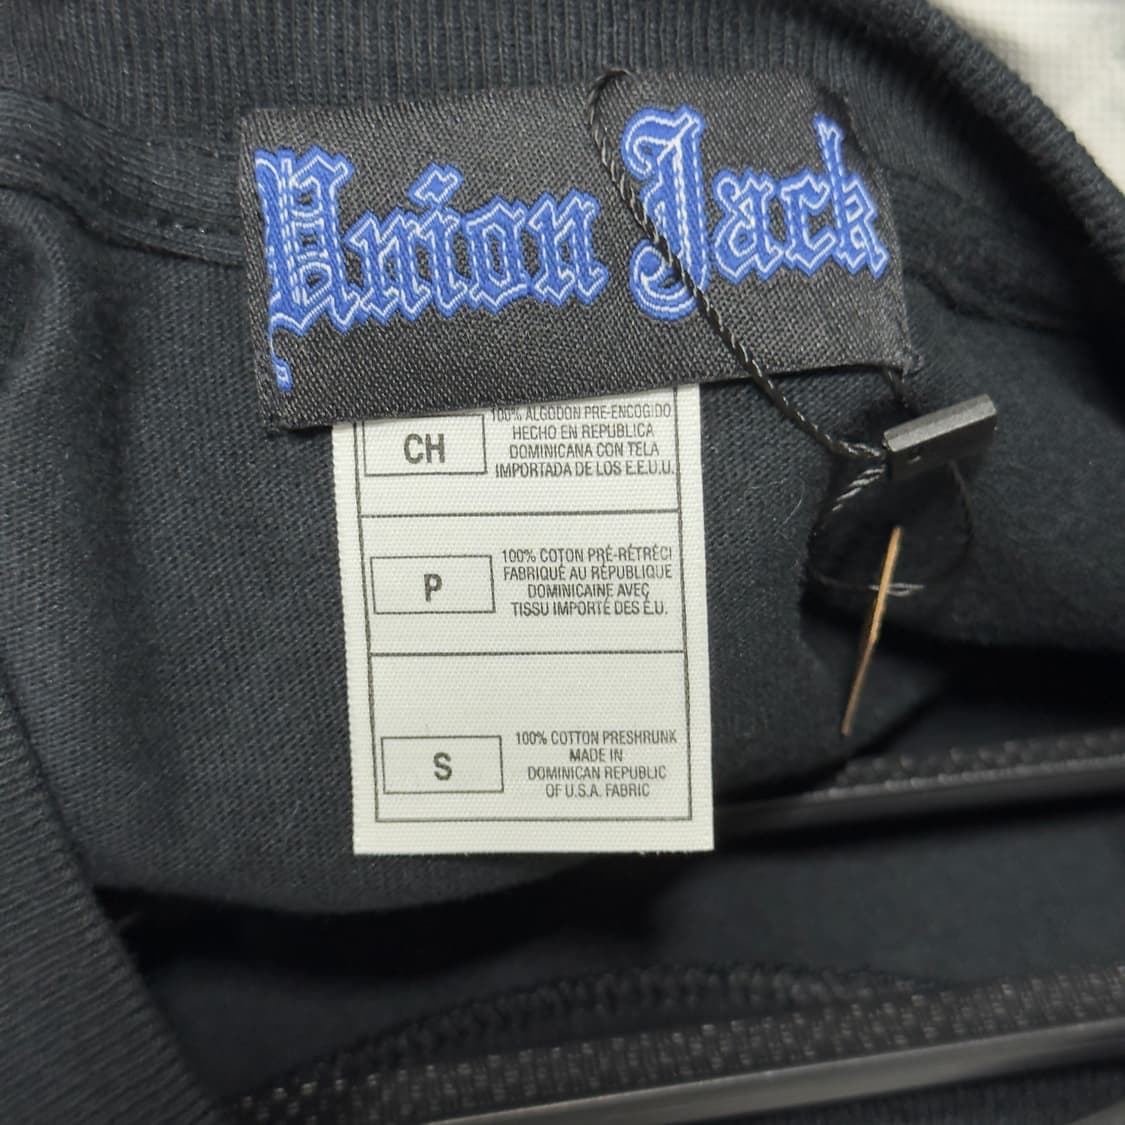 Union Jack
CH
100% ALGODON PRE-ENCOGIDO
HECHO EN REPUBLICA
DOMINICANA CON TELA
IMPORTADA DE LOS E.E.U.U.
P
100% COTON PRÉ-RÉTRÉCI
FABRIQUÉ AU RÉPUBLIQUE
DOMINICAINE AVEÇ
TISSU IMPORTÉ DES É.U.
S
100% COTTON PRESHRUNK
MADE IN
DOMINICAN REPUBLIC
OF U.S.A. FABRIC